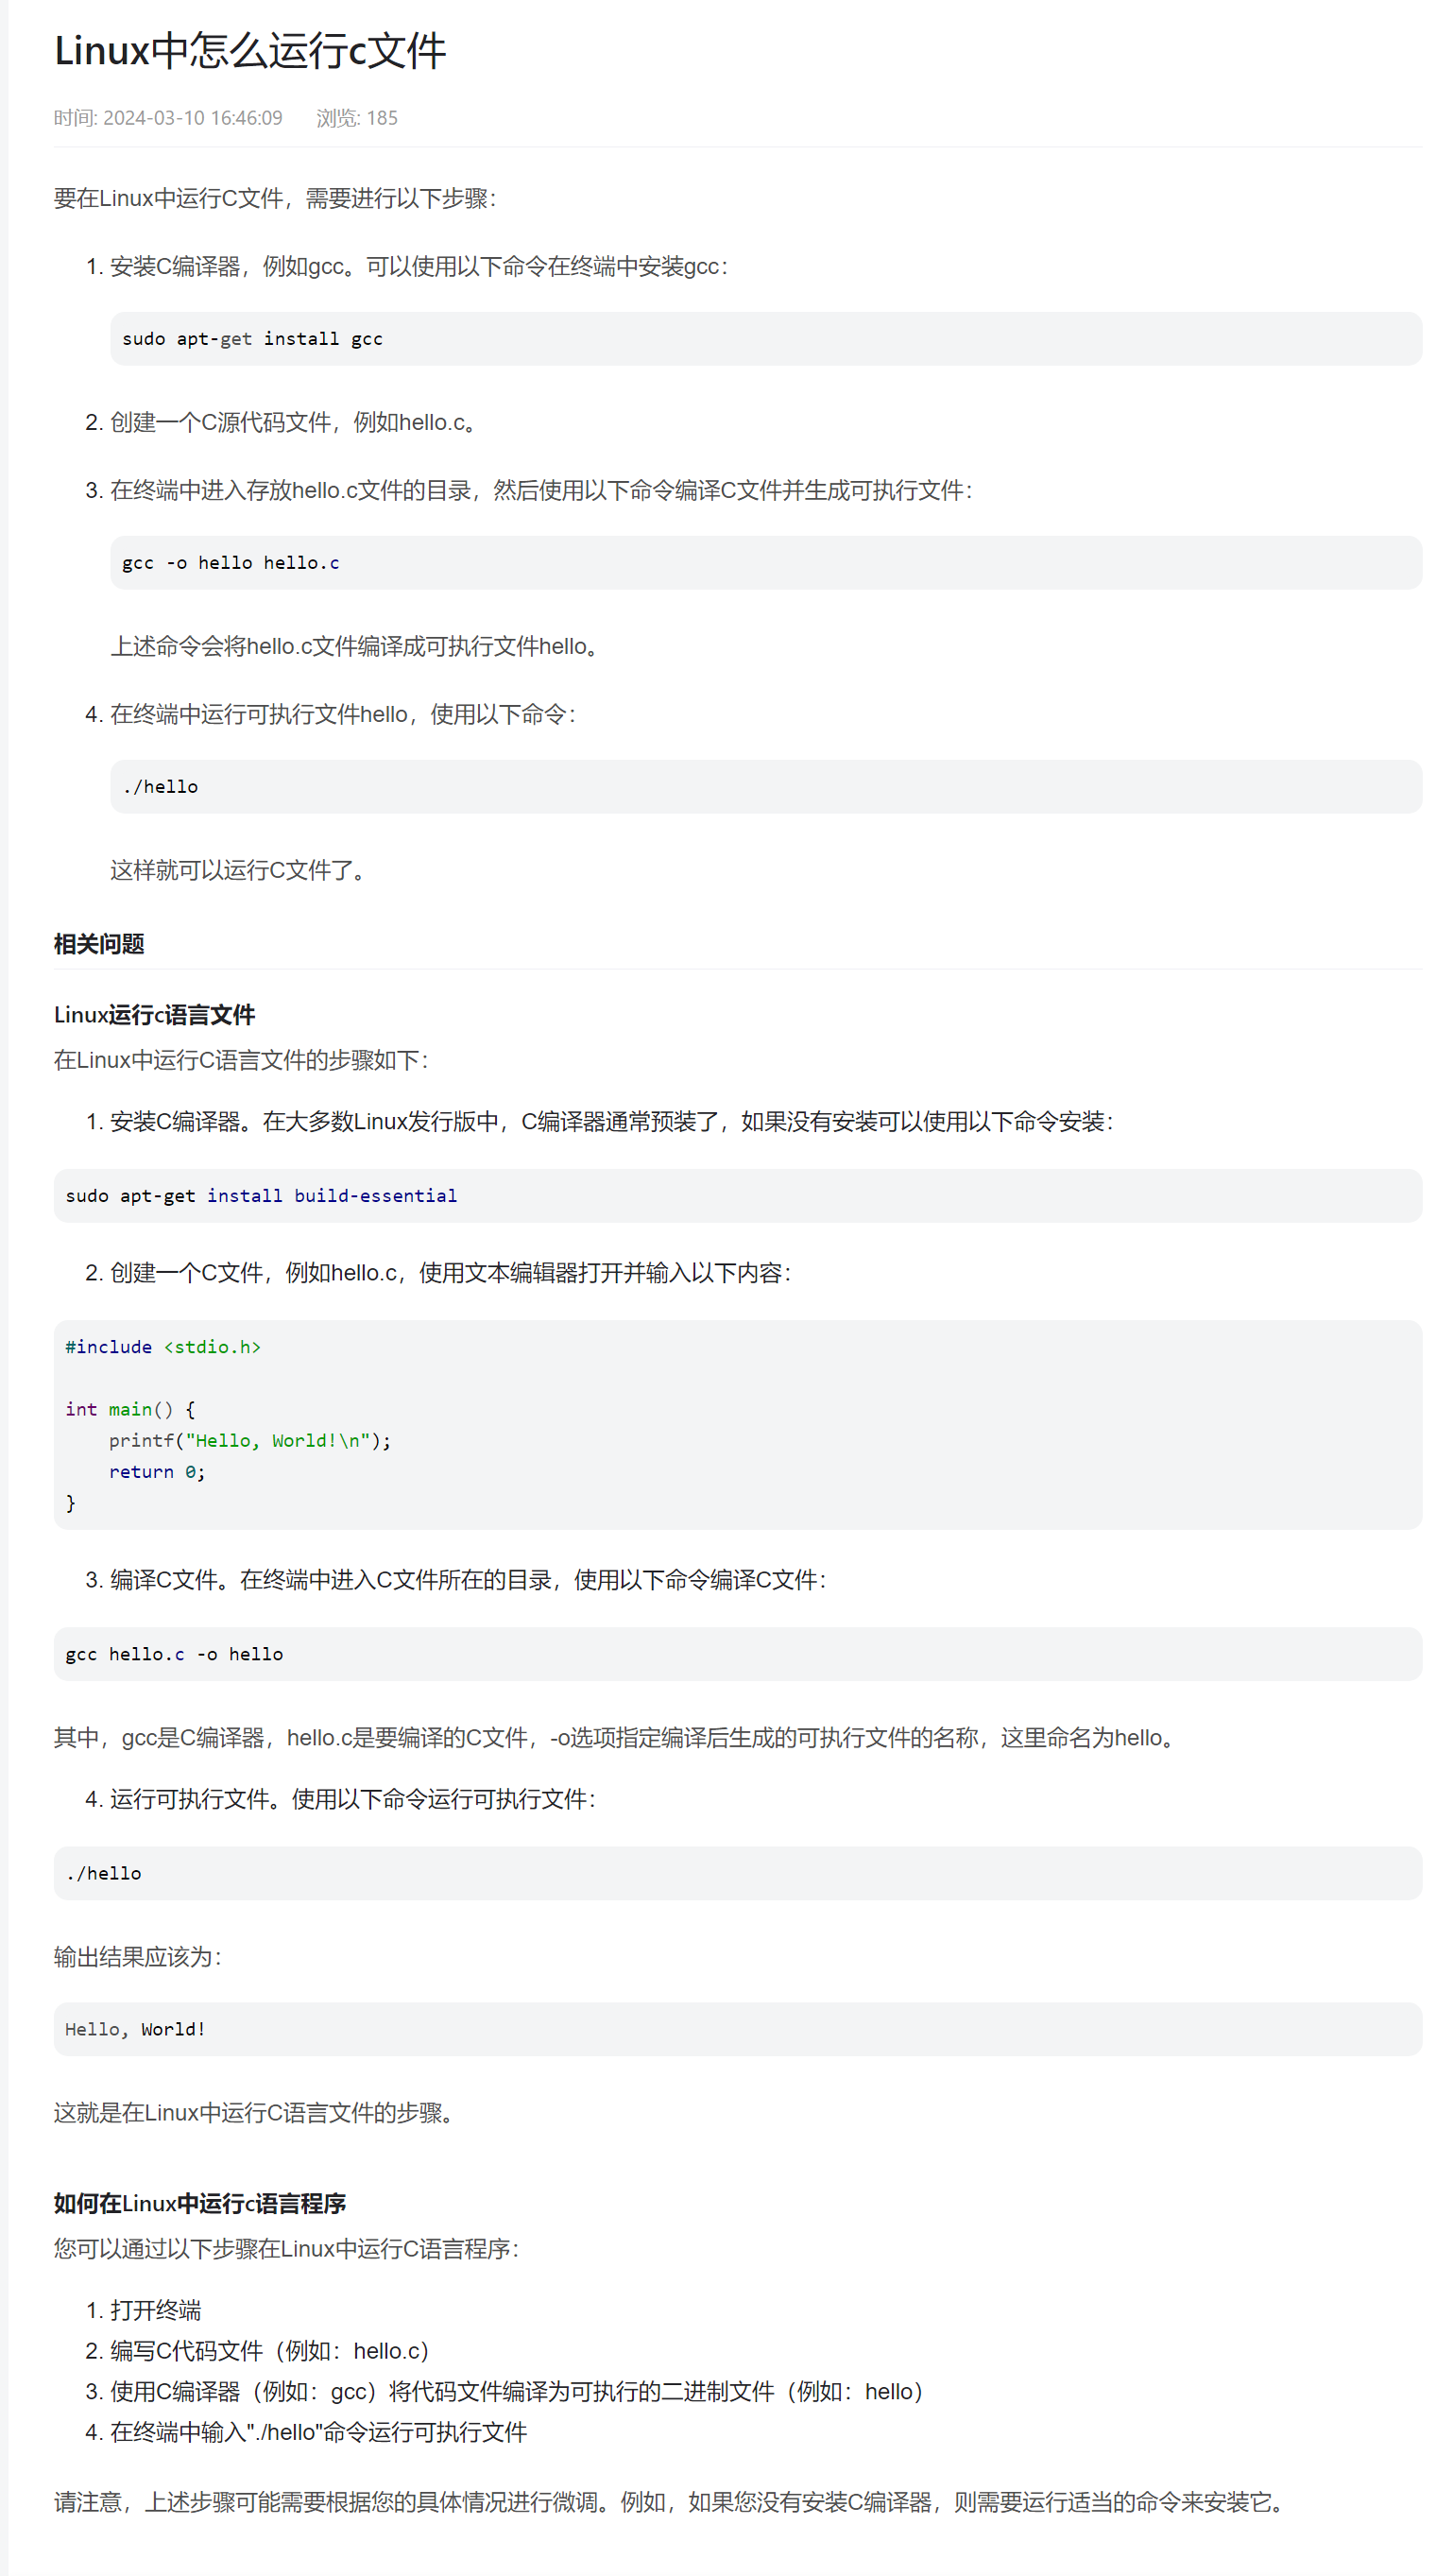 Linux中怎么运行c文件
时间: 2024-03-10 16:46:09 浏览: 185
要在Linux中运行C文件，需要进行以下步骤：
1. 安装C编译器，例如gcc。可以使用以下命令在终端中安装gcc：
sudo apt-get install gcc
2. 创建一个C源代码文件，例如hello.c。
3. 在终端中进入存放hello.c文件的目录，然后使用以下命令编译C文件并生成可执行文件：
gcc -o hello hello.c
上述命令会将hello.c文件编译成可执行文件hello。
4. 在终端中运行可执行文件hello，使用以下命令：
./hello
这样就可以运行C文件了。
相关问题
Linux运行c语言文件
在Linux中运行C语言文件的步骤如下：
1. 安装C编译器。在大多数Linux发行版中，C编译器通常预装了，如果没有安装可以使用以下命令安装：
sudo apt-get install build-essential
2. 创建一个C文件，例如hello.c，使用文本编辑器打开并输入以下内容：
#include <stdio.h>
int main() {
    printf("Hello, World!\n");
    return 0;
}
3. 编译C文件。在终端中进入C文件所在的目录，使用以下命令编译C文件：
gcc hello.c -o hello
其中，gcc是C编译器，hello.c是要编译的C文件，-o选项指定编译后生成的可执行文件的名称，这里命名为hello。
4. 运行可执行文件。使用以下命令运行可执行文件：
./hello
输出结果应该为：
Hello, World!
这就是在Linux中运行C语言文件的步骤。
如何在Linux中运行c语言程序
您可以通过以下步骤在Linux中运行C语言程序：
1. 打开终端
2. 编写C代码文件（例如：hello.c）
3. 使用C编译器（例如：gcc）将代码文件编译为可执行的二进制文件（例如：hello）
4. 在终端中输入"./hello"命令运行可执行文件
请注意，上述步骤可能需要根据您的具体情况进行微调。例如，如果您没有安装C编译器，则需要运行适当的命令来安装它。